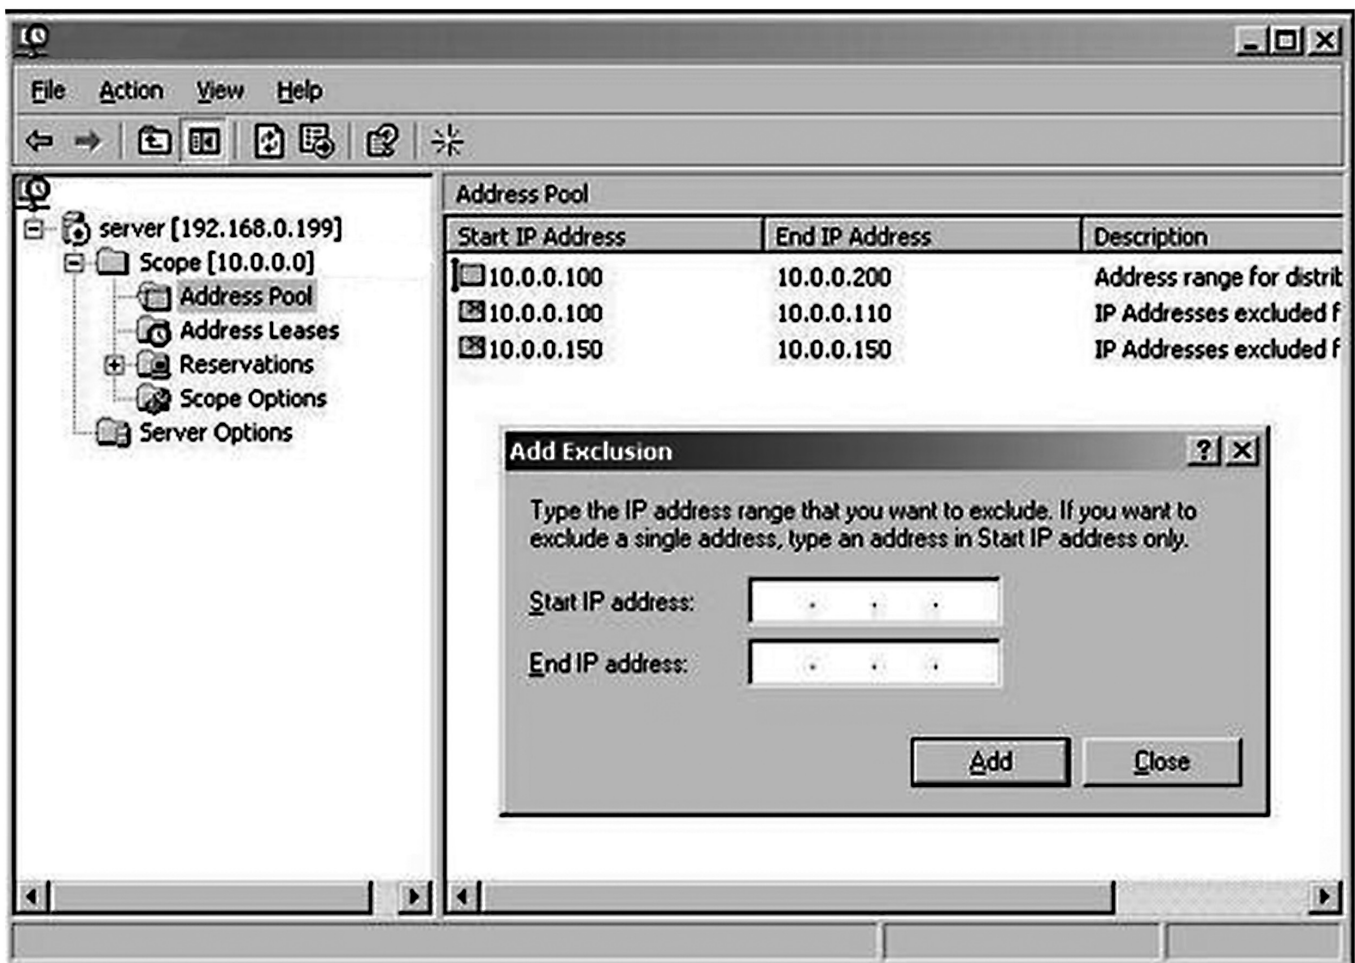 File Action View Help
Address Pool
server [192.168.0.199]
Scope [10.0.0.0]
Address Pool
Address Leases
Reservations
Scope Options
Server Options
Start IP Address End IP Address Description
10.0.0.100 10.0.0.200 Address range for distrib
10.0.0.100 10.0.0.110 IP Addresses excluded f
10.0.0.150 10.0.0.150 IP Addresses excluded f
Add Exclusion
Type the IP address range that you want to exclude. If you want to
exclude a single address, type an address in Start IP address only.
Start IP address: . . .
End IP address: . . .
Add Close